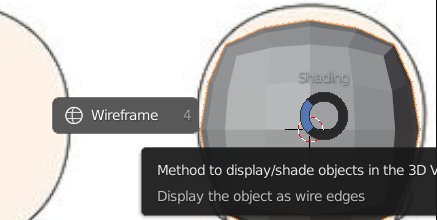 Shading
Wireframe 4
Method to display/shade objects in the 3D V
Display the object as wire edges